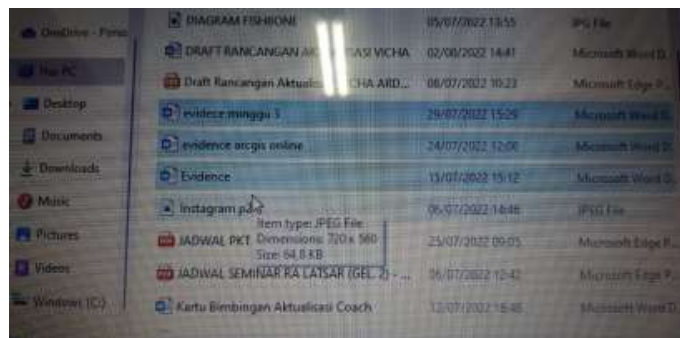 DIAGRAM FISHBONE 05/07/2022 13:55 JPG File
OneDrive - Perso
DRAFT RANCANGAN VICHA 02/08/2022 14:41 Microsoft Word D
This PC
Draft Rancangan Aktualis CHA ARD... 08/07/2022 10:23 Microsoft Edge P...
Desktop
evidece minggu 3 29/07/2022 15:29 Microsoft Word D
Documents
evidence arcgis online 24/07/2022 12:00 Microsoft Word D
Downloads
Evidence 15/07/2022 15:12 Microsoft Word D
Music
Instagram 06/07/2022 14:46 JPEG File
Item type: JPEG File
Pictures
JADWAL PKT Dimensions: 720 x 560 25/07/2022 09:05 Microsoft Edge P...
Size: 64,8 KB
Videos
JADWAL SEMINAR RA LATSAR (GEL. 2) - ... 06/07/2022 12:42 Microsoft Edge P...
Windows (C:)
Kartu Bimbingan Aktualisasi Coach 12/07/2022 16:48 Microsoft Word D